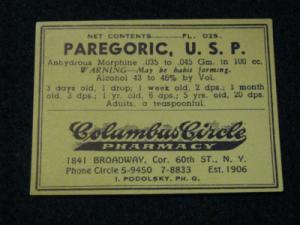 NET CONTENTS FL. OZS.
PAREGORIC, U. S. P.
Anhydrous Morphine .035 to .045 Gm. in 100 cc.
WARNING—May be habit forming.
Alcohol 43 to 48% by Vol.
3 days old, 1 drop; 1 week old, 2 dps.; 1 month
old, 3 dps.; 1 yr. old, 6 dps.; 5 yrs. old, 20 dps.
Adults, a teaspoonful.
Columbus Circle
PHARMACY
1841 BROADWAY, Cor. 60th ST., N. Y.
Phone Circle 5-9450 7-8833 Est. 1906
I. PODOLSKY, PH. G.